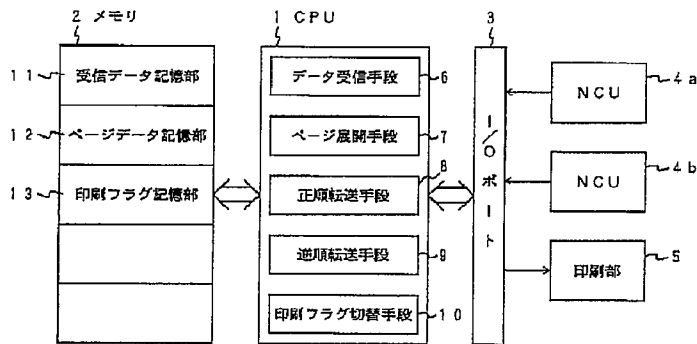 2 メモリ
1 CPU
3
11
受信データ記憶部
12
ページデータ記憶部
13
印刷フラグ記憶部
データ受信手段
6
ページ展開手段
7
8
正順転送手段
逆順転送手段
9
印刷フラグ切替手段
10
I/Oポート
NCU
4a
NCU
4b
印刷部
5